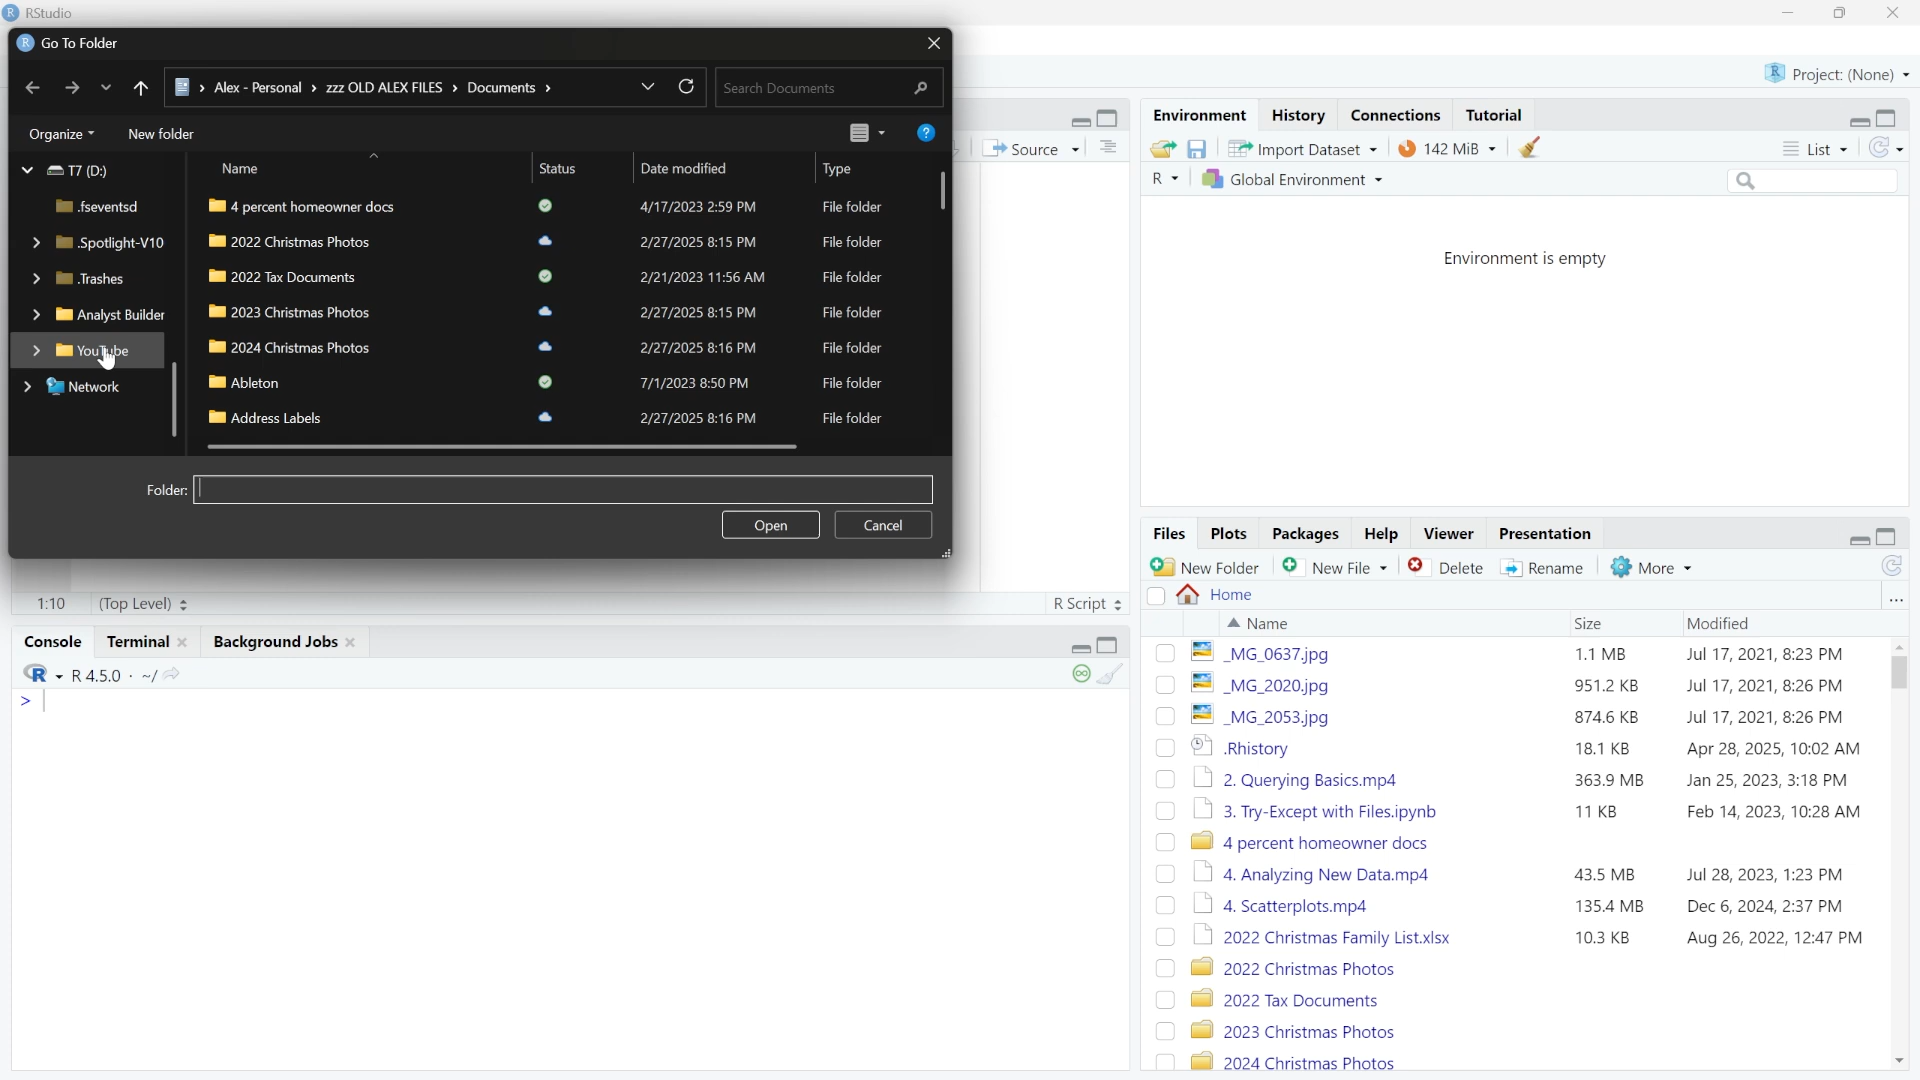 RStudio
Go To Folder
Alex - Personal › zzz OLD ALEX FILES › Documents ›
Search Documents
Organize
New folder
Name Status Date modified Type
T7 (D:)
.fseventsd
.Spotlight-V10
.Trashes
Analyst Builder
YouTube
Network
4 percent homeowner docs 4/17/2023 2:59 PM File folder
2022 Christmas Photos 2/27/2025 8:15 PM File folder
2022 Tax Documents 2/21/2023 11:56 AM File folder
2023 Christmas Photos 2/27/2025 8:15 PM File folder
2024 Christmas Photos 2/27/2025 8:16 PM File folder
Ableton 7/1/2023 8:50 PM File folder
Address Labels 2/27/2025 8:16 PM File folder
Folder:
Open Cancel
Source
1:10 (Top Level) R Script
Console Terminal Background Jobs
R 4.5.0 · ~/
>
Project: (None)
Environment History Connections Tutorial
Import Dataset 142 MiB List
R Global Environment
Environment is empty
Files Plots Packages Help Viewer Presentation
New Folder New File Delete Rename More
Home ...
Name Size Modified
_MG_0637.jpg 1.1 MB Jul 17, 2021, 8:23 PM
_MG_2020.jpg 951.2 KB Jul 17, 2021, 8:26 PM
_MG_2053.jpg 874.6 KB Jul 17, 2021, 8:26 PM
.Rhistory 18.1 KB Apr 28, 2025, 10:02 AM
2. Querying Basics.mp4 363.9 MB Jan 25, 2023, 3:18 PM
3. Try-Except with Files.ipynb 11 KB Feb 14, 2023, 10:28 AM
4 percent homeowner docs
4. Analyzing New Data.mp4 43.5 MB Jul 28, 2023, 1:23 PM
4. Scatterplots.mp4 135.4 MB Dec 6, 2024, 2:37 PM
2022 Christmas Family List.xlsx 10.3 KB Aug 26, 2022, 12:47 PM
2022 Christmas Photos
2022 Tax Documents
2023 Christmas Photos
2024 Christmas Photos